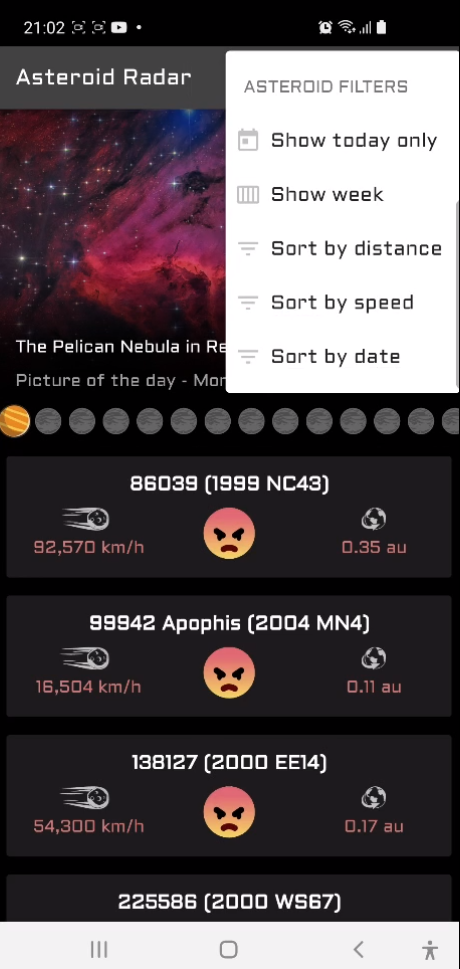 21:02
Asteroid Radar
ASTEROID FILTERS
Show today only
Show week
Sort by distance
Sort by speed
Sort by date
The Pelican Nebula in Re
Picture of the day - Mon
86039 (1999 NC43)
92,570 km/h
0.35 au
99942 Apophis (2004 MN4)
16,504 km/h
0.11 au
138127 (2000 EE14)
54,300 km/h
0.17 au
225586 (2000 WS67)